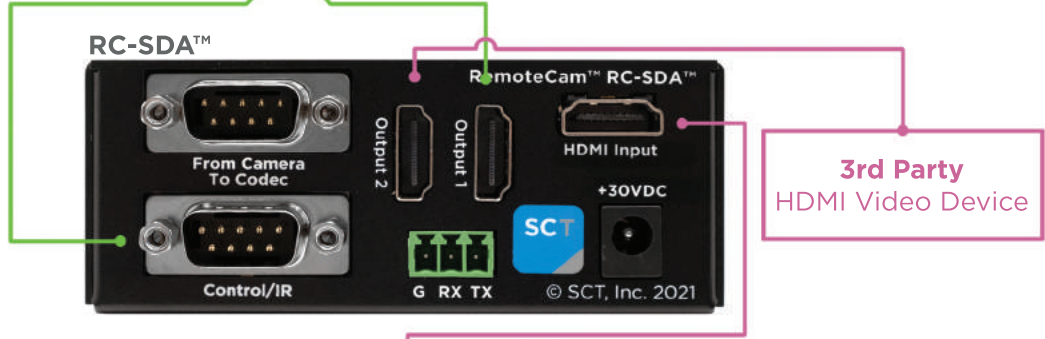 RC-SDA™
RemoteCam™ RC-SDA™
From Camera
To Codec
Output 2
Output 1
HDMI Input
+30VDC
3rd Party
HDMI Video Device
SCT
Control/IR
G RX TX
© SCT, Inc. 2021